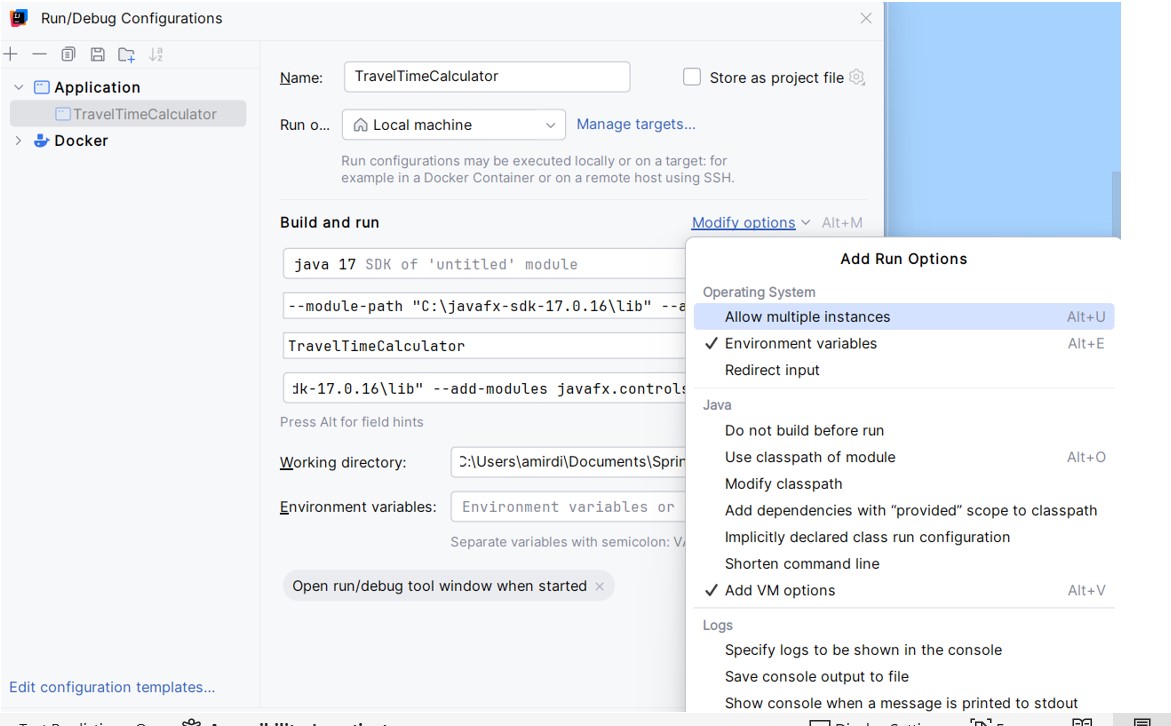 Run/Debug Configurations
Application
TravelTimeCalculator
Docker
Name: TravelTimeCalculator Store as project file
Run o... Local machine Manage targets...
Run configurations may be executed locally or on a target: for
example in a Docker Container or on a remote host using SSH.
Build and run Modify options Alt+M
java 17 SDK of 'untitled' module
--module-path "C:\javafx-sdk-17.0.16\lib" --a
TravelTimeCalculator
dk-17.0.16\lib" --add-modules javafx.controls
Press Alt for field hints
Working directory: C:\Users\amirdi\Documents\Sprin
Environment variables: Environment variables or
Separate variables with semicolon: VA
Open run/debug tool window when started
Edit configuration templates...
Add Run Options
Operating System
Allow multiple instances Alt+U
Environment variables Alt+E
Redirect input
Java
Do not build before run
Use classpath of module Alt+O
Modify classpath
Add dependencies with “provided” scope to classpath
Implicitly declared class run configuration
Shorten command line
Add VM options Alt+V
Logs
Specify logs to be shown in the console
Save console output to file
Show console when a message is printed to stdout